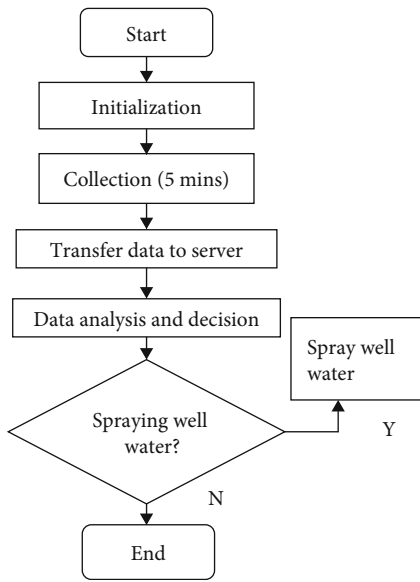 Start
Initialization
Collection (5 mins)
Transfer data to server
Data analysis and decision
Spray well
water
Spraying well
water?
Y
N
End